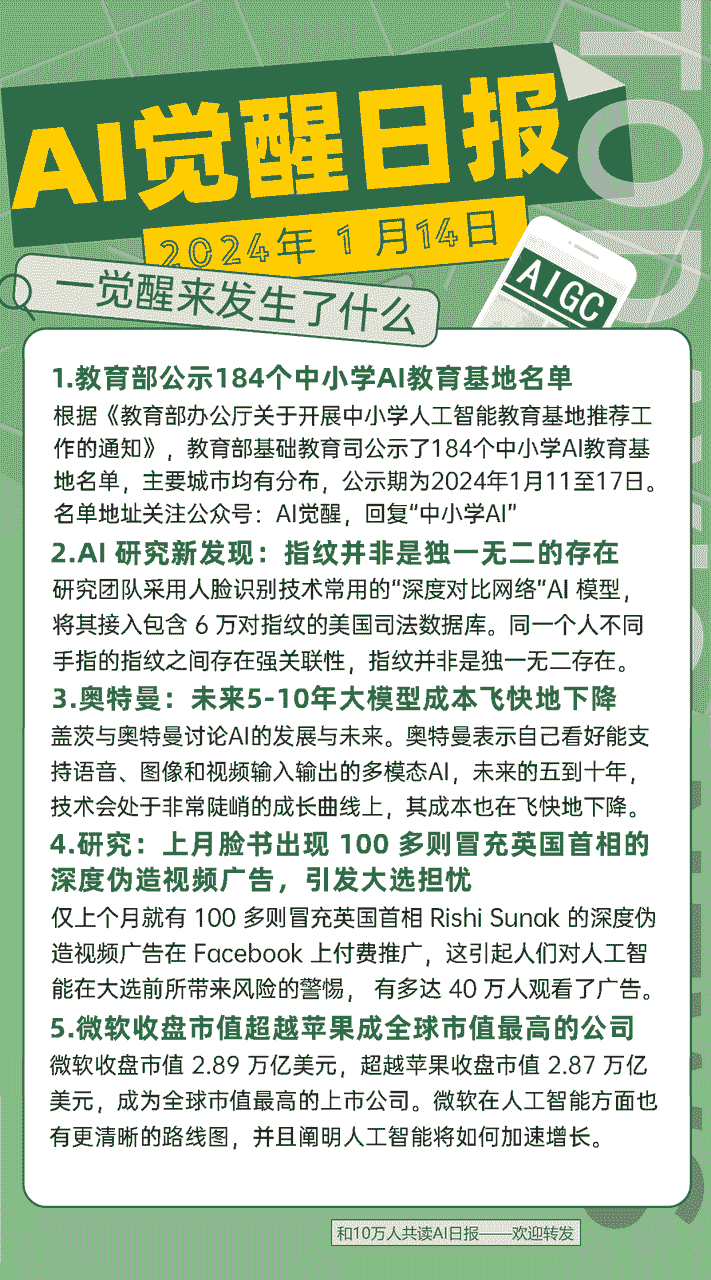 AI觉醒日报
2024年 1 月14日
一觉醒来发生了什么
AIGC
1.教育部公示184个中小学AI教育基地名单
根据《教育部办公厅关于开展中小学人工智能教育基地推荐工
作的通知》，教育部基础教育司公示了184个中小学AI教育基
地名单，主要城市均有分布，公示期为2024年1月11至17日。
名单地址关注公众号：AI觉醒，回复“中小学AI”
2.AI 研究新发现：指纹并非是独一无二的存在
研究团队采用人脸识别技术常用的“深度对比网络”AI 模型，
将其接入包含 6 万对指纹的美国司法数据库。同一个人不同
手指的指纹之间存在强关联性，指纹并非是独一无二存在。
3.奥特曼：未来5-10年大模型成本飞快地下降
盖茨与奥特曼讨论AI的发展与未来。奥特曼表示自己看好能支
持语音、图像和视频输入输出的多模态AI，未来的五到十年，
技术会处于非常陡峭的成长曲线上，其成本也在飞快地下降。
4.研究：上月脸书出现 100 多则冒充英国首相的
深度伪造视频广告，引发大选担忧
仅上个月就有 100 多则冒充英国首相 Rishi Sunak 的深度伪
造视频广告在 Facebook 上付费推广，这引起人们对人工智
能在大选前所带来风险的警惕， 有多达 40 万人观看了广告。
5.微软收盘市值超越苹果成全球市值最高的公司
微软收盘市值 2.89 万亿美元，超越苹果收盘市值 2.87 万亿
美元，成为全球市值最高的上市公司。微软在人工智能方面也
有更清晰的路线图，并且阐明人工智能将如何加速增长。
和10万人共读AI日报——欢迎转发